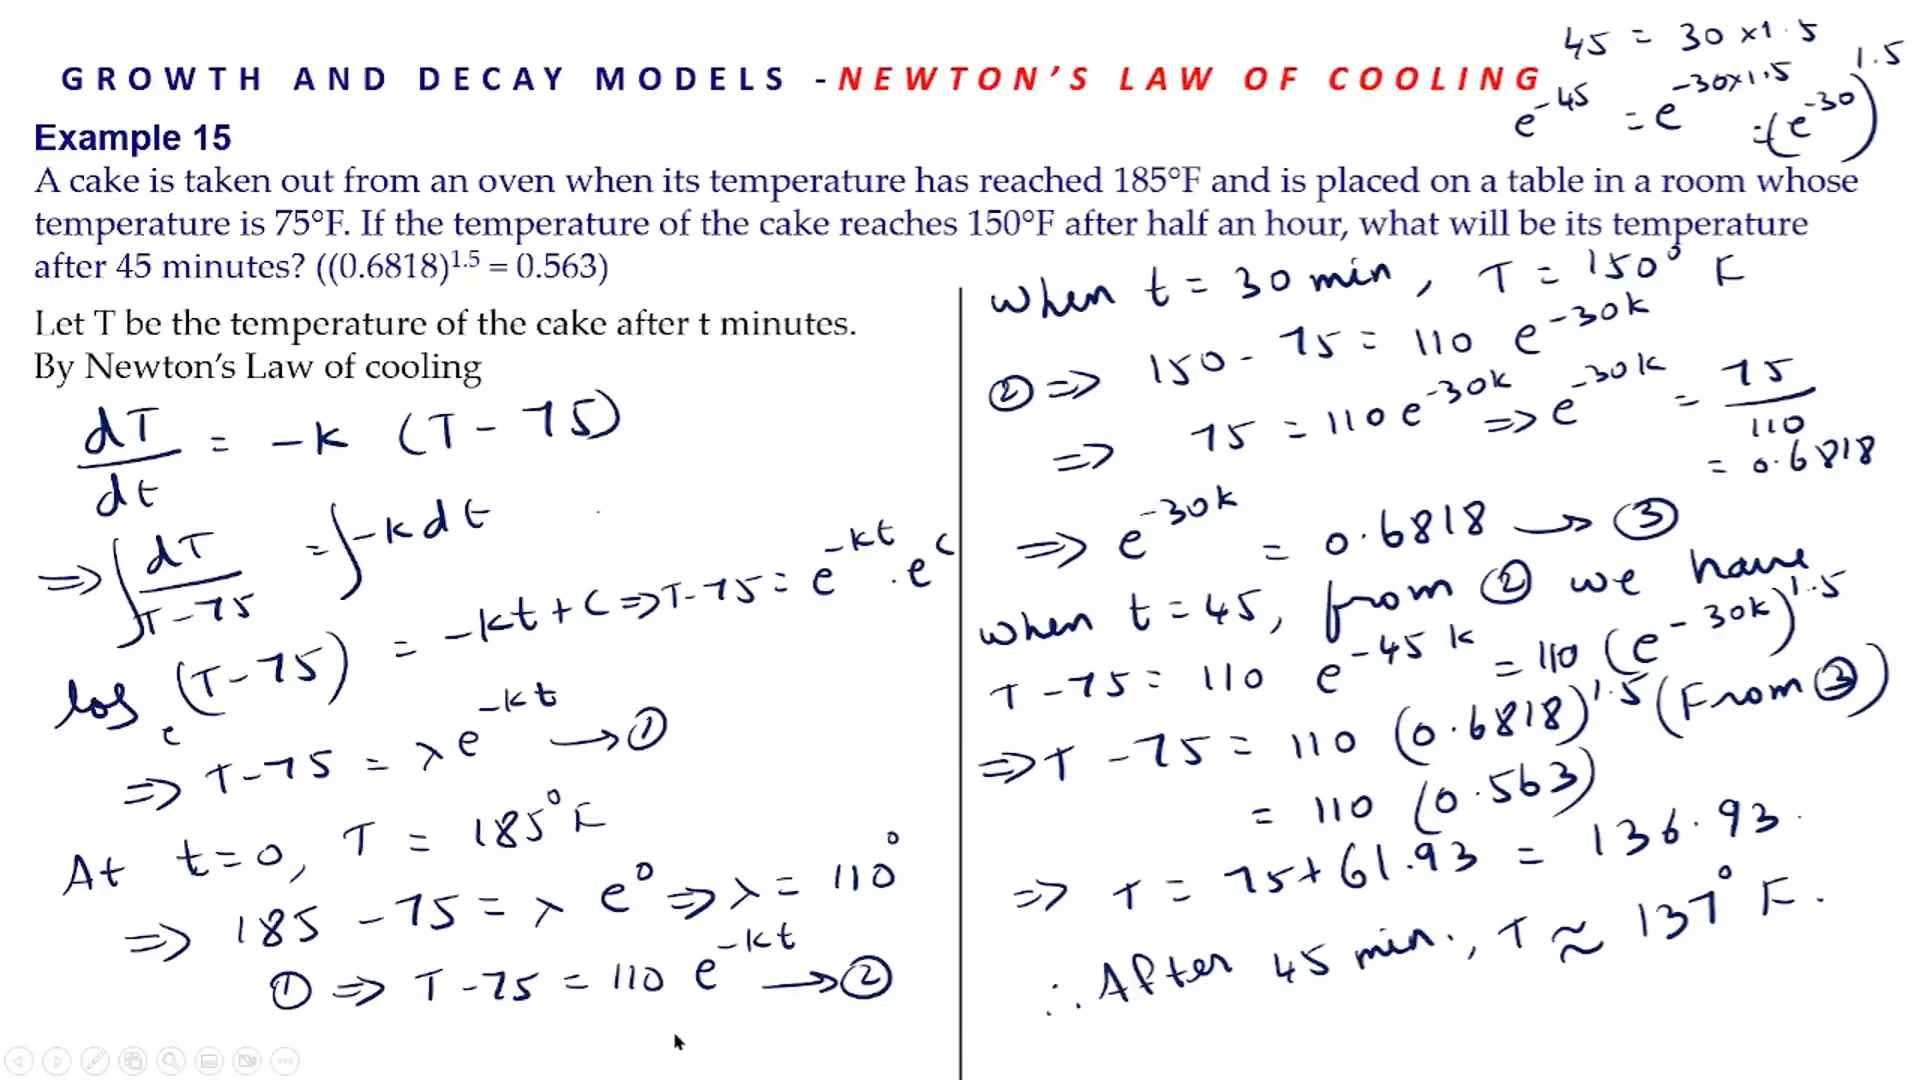 GROWTH AND DECAY MODELS - NEWTON'S LAW OF COOLING
45 = 30 ×1.5
e^-45 = e^-30×1.5 = (e^-30)^1.5
Example 15
A cake is taken out from an oven when its temperature has reached 185°F and is placed on a table in a room whose
temperature is 75°F. If the temperature of the cake reaches 150°F after half an hour, what will be its temperature
after 45 minutes? ((0.6818)^1.5 = 0.563)
Let T be the temperature of the cake after t minutes.
By Newton's Law of cooling
dT/dt = -k (T - 75)
⇒ ∫ dT/T-75 = ∫-kdt
log e (T-75) = -kt + C ⇒ T-75 = e^-kt . e^C
⇒ T-75 = λ e^-kt → ①
At t=0, T = 185° F
⇒ 185 - 75 = λ e^0 ⇒ λ = 110°
① ⇒ T-75 = 110 e^-kt → ②
When t = 30 min, T = 150° F
② ⇒ 150 - 75 = 110 e^-30k
⇒ 75 = 110 e^-30k ⇒ e^-30k = 75/110
= 0.6818
⇒ e^-30k = 0.6818 → ③
When t = 45, from ② we have
T - 75 = 110 e^-45k = 110 (e^-30k)^1.5
⇒ T - 75 = 110 (0.6818)^1.5 (From ③)
= 110 (0.563)
⇒ T = 75 + 61.93 = 136.93.
∴ After 45 min., T ≈ 137° F.